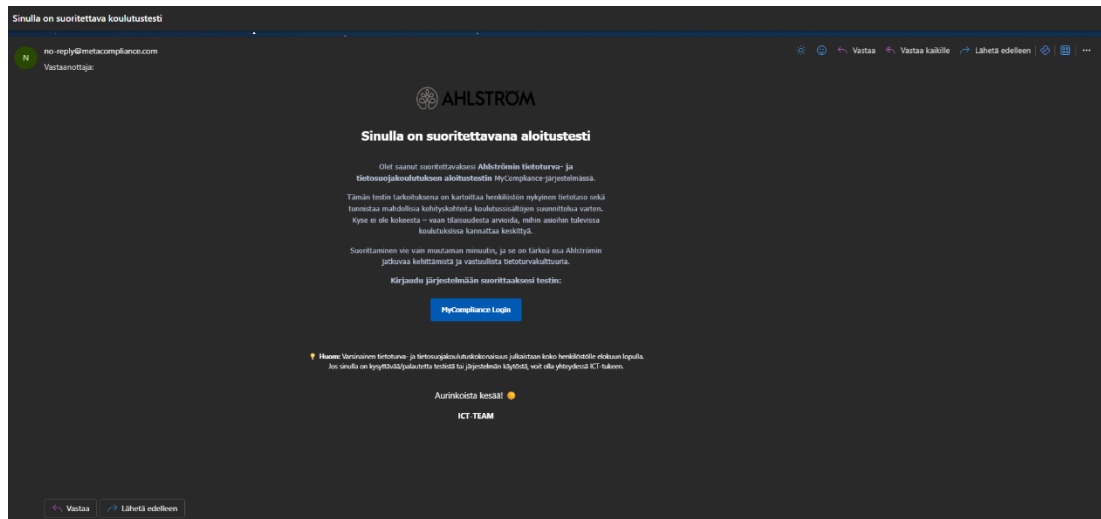 Sinulla on suoritettava koulutustesti
N
no-reply@metacompliance.com
Vastaanottaja:
Vastaa
Vastaa kaikille
Lähetä edelleen
AHLSTRÖM
Sinulla on suoritettavana aloitustesti
Olet saanut suoritettavaksesi Ahlströmin tietoturva- ja
tietosuojakoulutuksen aloitustestin MyCompliance-järjestelmässä.
Tämän testin tarkoituksena on kartoittaa henkilöstön nykyinen tietotaso sekä
tunnistaa mahdollisia kehityskohteita koulutussisältöjen suunnittelua varten.
Kyse ei ole kokeesta – vaan tilaisuudesta arvioida, mihin asioihin tulevissa
koulutuksissa kannattaa keskittyä.
Suorittaminen vie vain muutaman minuutin, ja se on tärkeä osa Ahlströmin
jatkuvaa kehittämistä ja vastuullista tietoturvakulttuuria.
Kirjaudu järjestelmään suorittaaksesi testin:
MyCompliance Login
Huom: Varsinainen tietoturva- ja tietosuojakoulutuskokonaisuus julkaistaan koko henkilöstölle elokuun lopulla.
Jos sinulla on kysyttävää/palautetta testistä tai järjestelmän käytöstä, voit olla yhteydessä ICT-tukeen.
Aurinkoista kesää!
ICT-TEAM
Vastaa
Lähetä edelleen